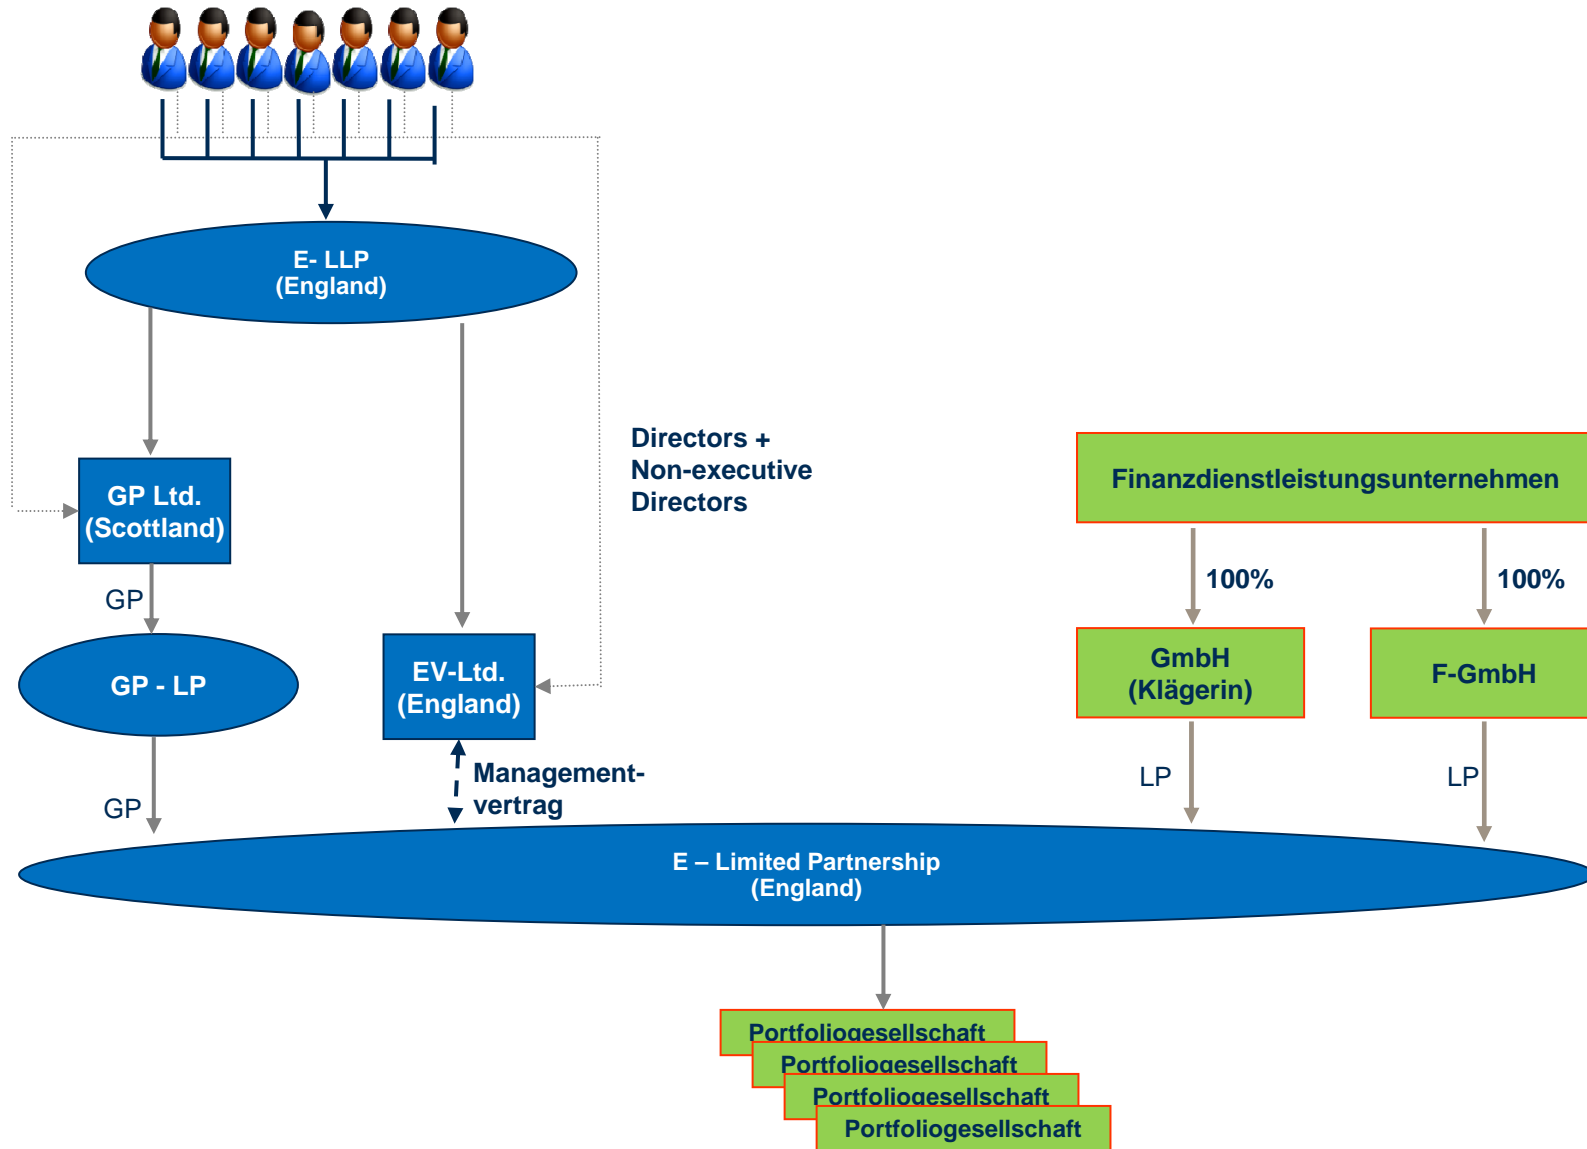 E- LLP
(England)
Directors +
Non-executive
Directors
Finanzdienstleistungsunternehmen
GP Ltd.
(Scottland)
100%
100%
GP
GmbH
(Klägerin)
F-GmbH
GP - LP
EV-Ltd.
(England)
Management-
vertrag
LP
LP
GP
E – Limited Partnership
(England)
Portfoliogesellschaft
Portfoliogesellschaft
Portfoliogesellschaft
Portfoliogesellschaft